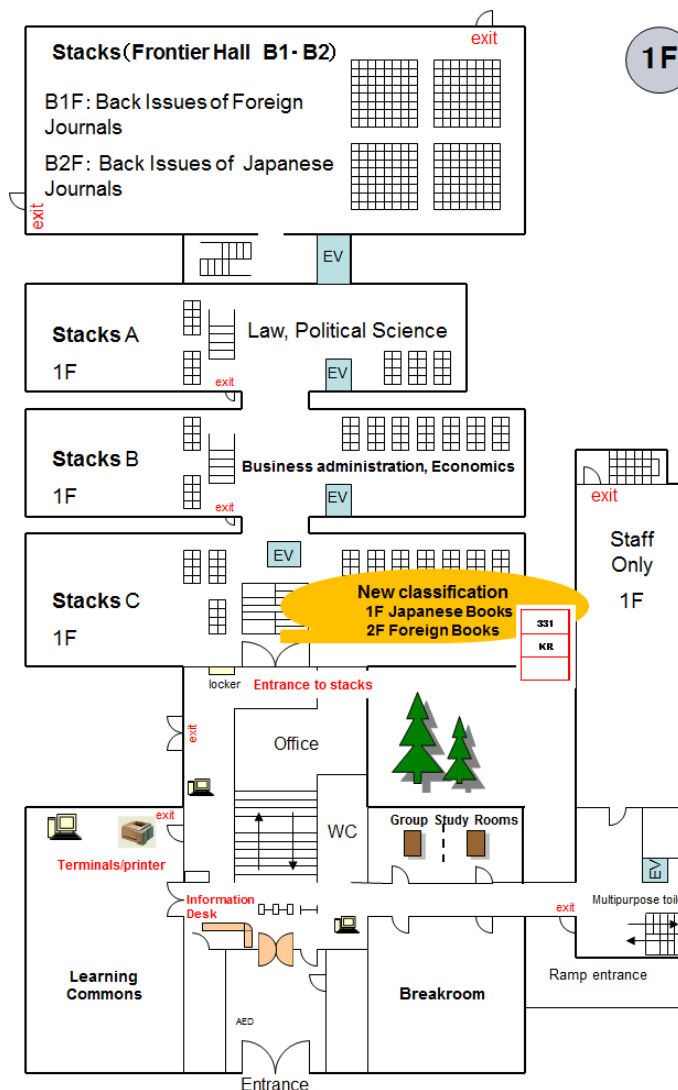 exit
Stacks(Frontier Hall B1- B2)
1F
B1F: Back Issues of Foreign
Journals
B2F: Back Issues of Japanese
Journals
exit
EV
Stacks A
Law, Political Science
1F
EV
exit
Stacks B
Business administration, Economics
1F
EV
exit
exit
Staff
Only
1F
EV
Stacks C
1F
New classification
1F Japanese Books
2F Foreign Books
331
KR
locker
Entrance to stacks
exit
Office
WC
Group Study Rooms
exit
Terminals/printer
EV
Information
Desk
Multipurpose toil
exit
Learning
Commons
Breakroom
Ramp entrance
AED
Entrance